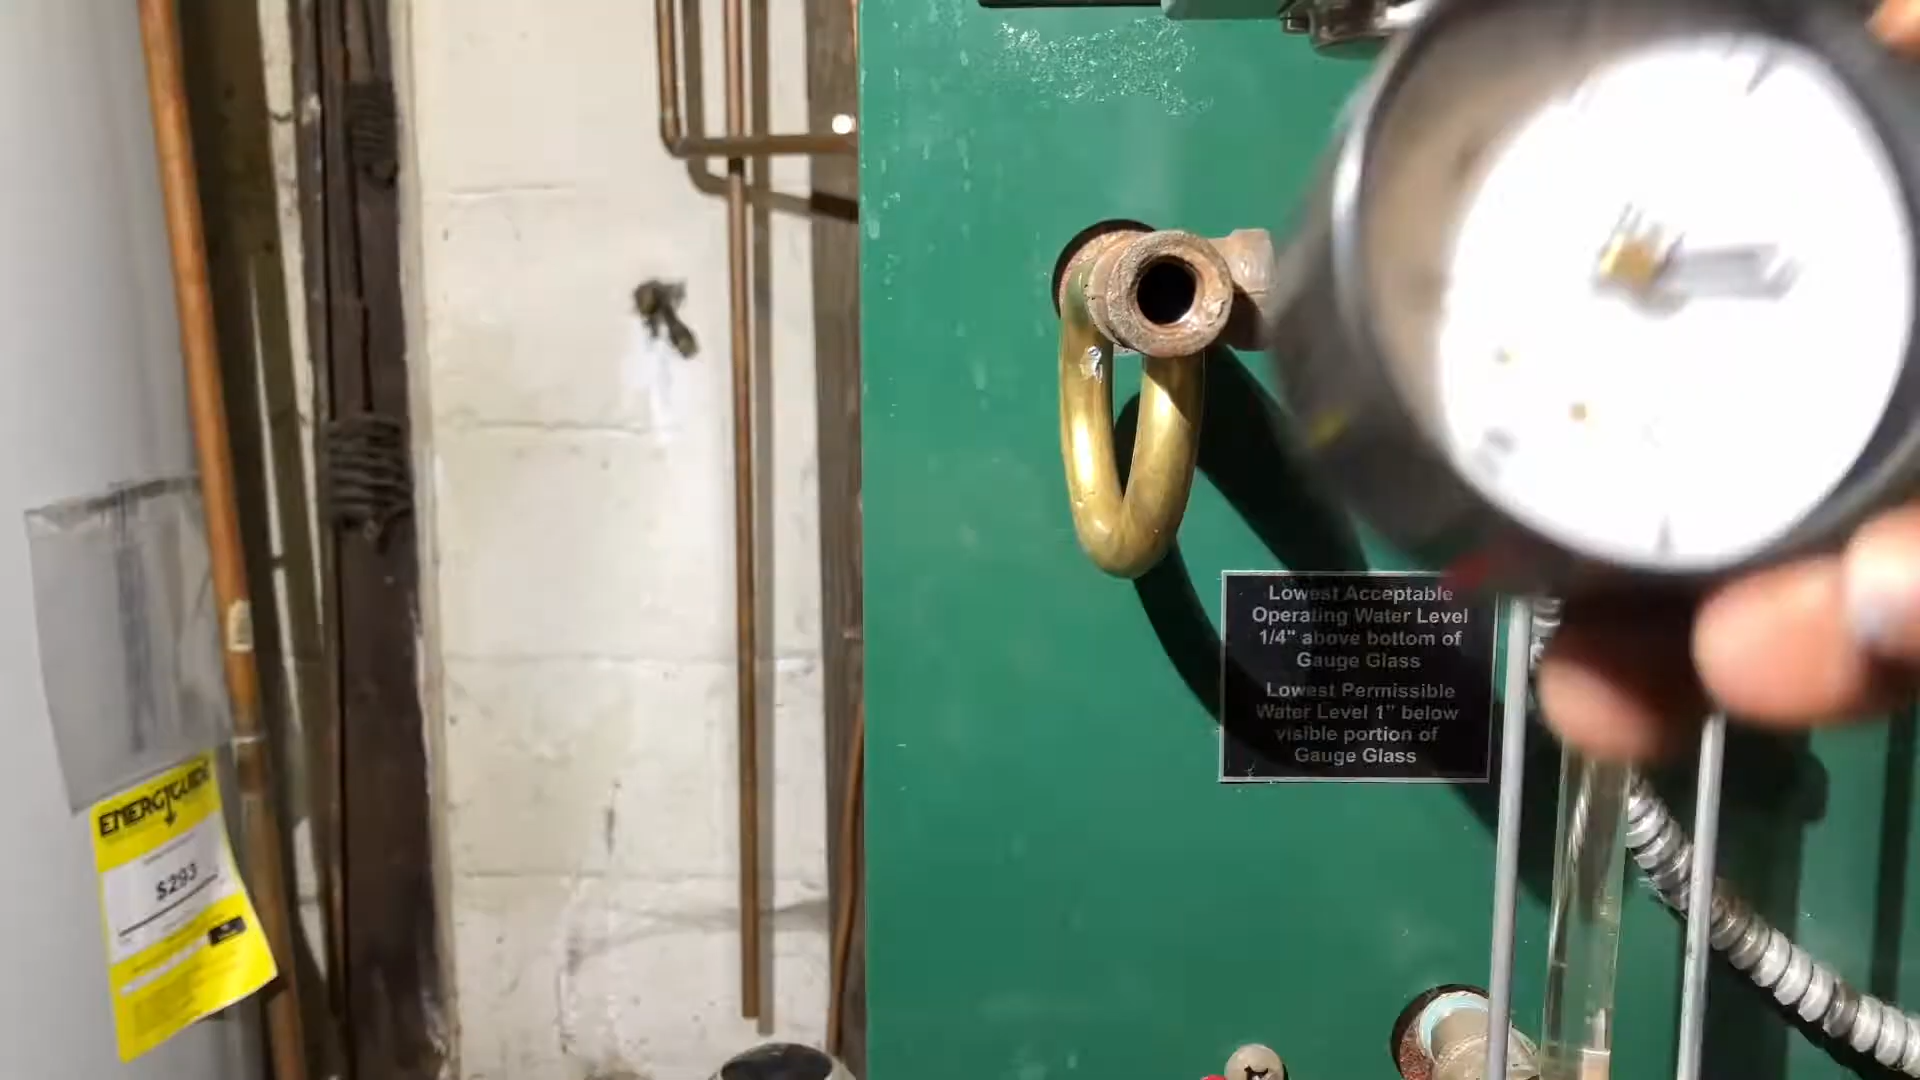 Lowest Acceptable
Operating Water Level
1/4" above bottom of
Gauge Glass
Lowest Permissible
Water Level 1" below
visible portion of
Gauge Glass
ENERGYGUIDE
$293